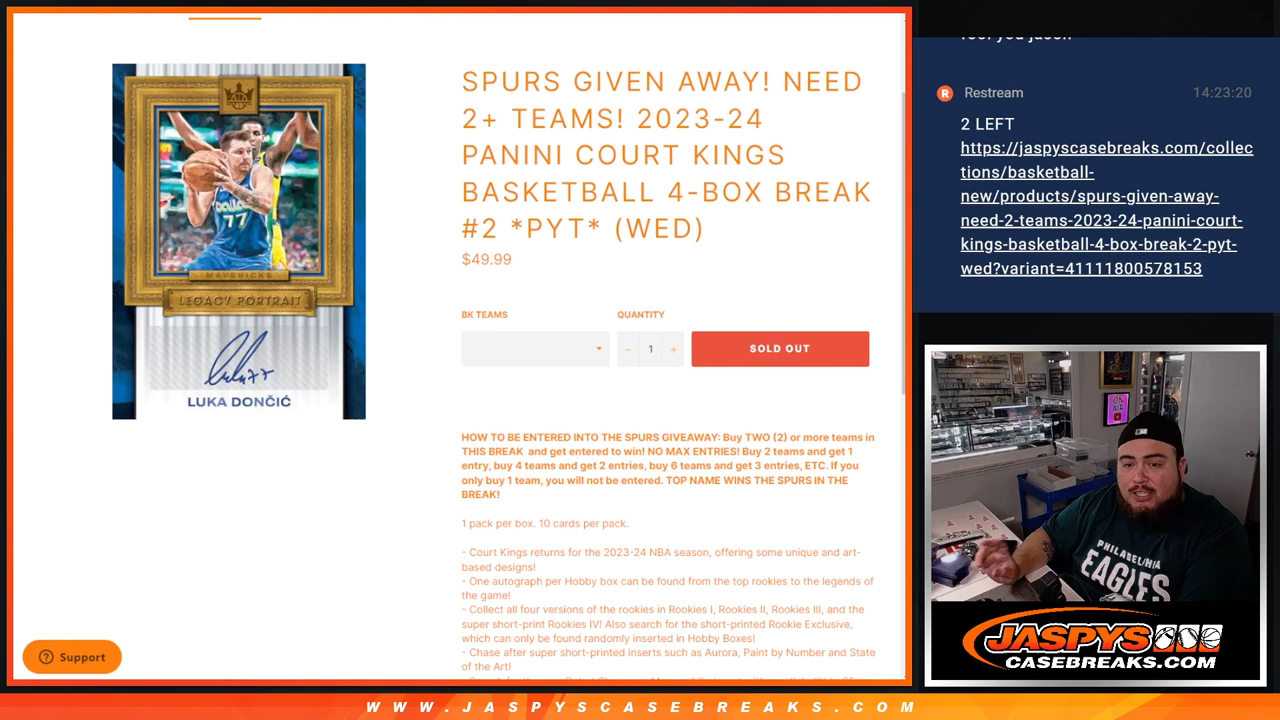 SPURS GIVEN AWAY! NEED
2+ TEAMS! 2023-24
PANINI COURT KINGS
BASKETBALL 4-BOX BREAK
#2 *PYT* (WED)
$49.99
BK TEAMS
QUANTITY
− 1 +
SOLD OUT
HOW TO BE ENTERED INTO THE SPURS GIVEAWAY: Buy TWO (2) or more teams in
THIS BREAK and get entered to win! NO MAX ENTRIES! Buy 2 teams and get 1
entry, buy 4 teams and get 2 entries, buy 6 teams and get 3 entries, ETC. If you
only buy 1 team, you will not be entered. TOP NAME WINS THE SPURS IN THE
BREAK!
1 pack per box. 10 cards per pack.
- Court Kings returns for the 2023-24 NBA season, offering some unique and art-
based designs!
- One autograph per Hobby box can be found from the top rookies to the legends of
the game!
- Collect all four versions of the rookies in Rookies I, Rookies II, Rookies III, and the
super short-print Rookies IV! Also search for the short-printed Rookie Exclusive,
which can only be found randomly inserted in Hobby Boxes!
- Chase after super short-printed inserts such as Aurora, Paint by Number and State
of the Art!
77
MAVERICKS
LEGACY PORTRAIT
LUKA DONČIĆ
Support
Restream
14:23:20
2 LEFT
https://jaspyscasebreaks.com/collec
tions/basketball-
new/products/spurs-given-away-
need-2-teams-2023-24-panini-court-
kings-basketball-4-box-break-2-pyt-
wed?variant=41111800578153
ON
AIR
PHILADELPHIA
EAGLES
JASPYS
CASEBREAKS.COM
WWW.JASPYSCASEBREAKS.COM